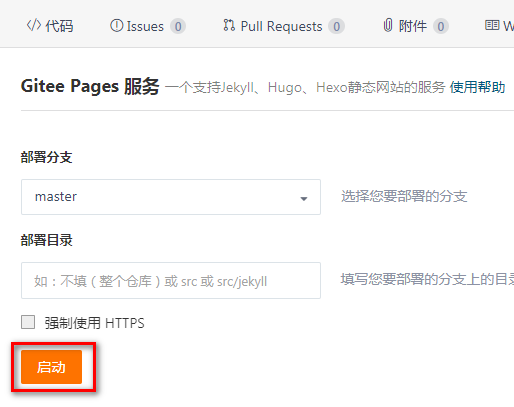 代码 Issues 0 Pull Requests 0 附件 0 W
Gitee Pages 服务 一个支持Jekyll、Hugo、Hexo静态网站的服务 使用帮助
部署分支
master 选择您要部署的分支
部署目录
如：不填（整个仓库）或 src 或 src/jekyll 填写您要部署的分支上的目录
强制使用 HTTPS
启动